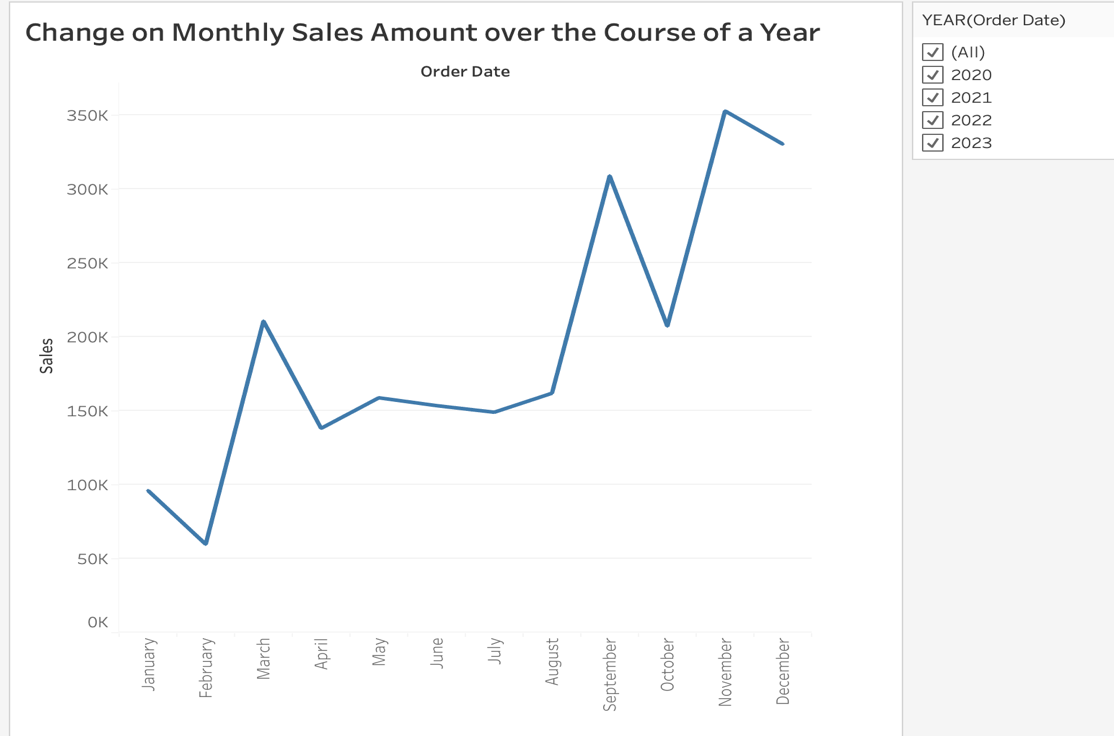 Change on Monthly Sales Amount over the Course of a Year
Order Date
350K
300K
250K
200K
150K
100K
50K
0K
Sales
January
February
March
April
May
June
July
August
September
October
November
December
YEAR(Order Date)
(All)
2020
2021
2022
2023